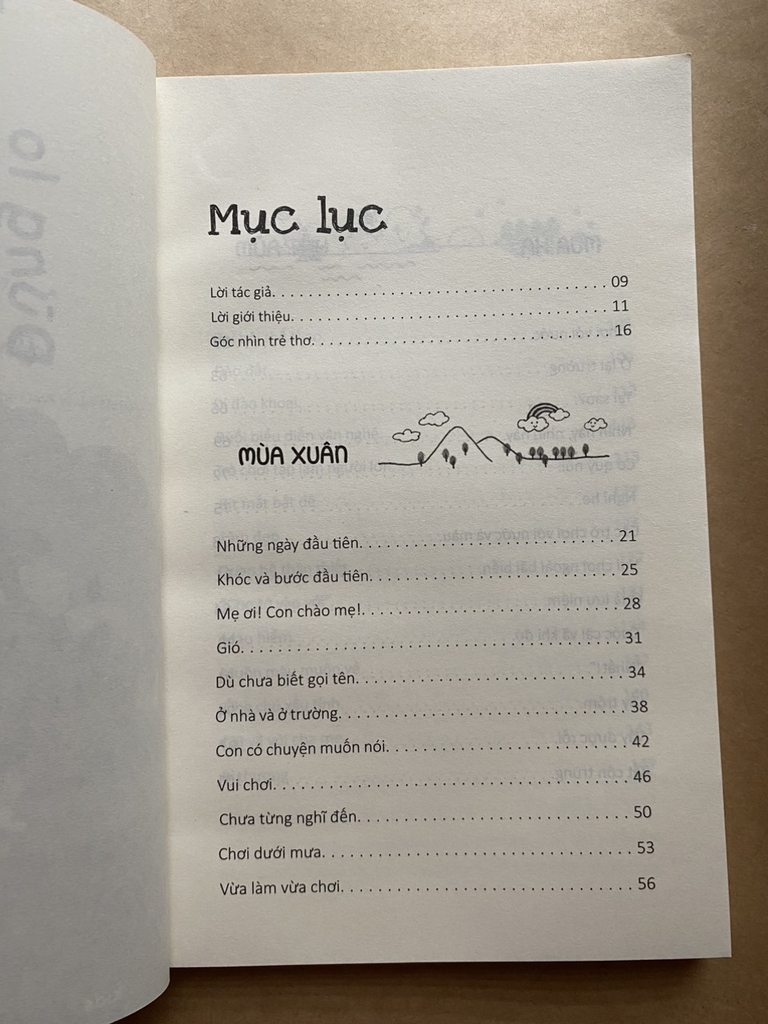 Mục lục
Lời tác giả. . . . . . . . . . . . . . . . . . . . . . . . . . . . . . . . . . . . . . 09
Lời giới thiệu. . . . . . . . . . . . . . . . . . . . . . . . . . . . . . . . . . . . 11
Góc nhìn trẻ thơ. . . . . . . . . . . . . . . . . . . . . . . . . . . . . . . . . . 16
MÙA XUÂN
Những ngày đầu tiên. . . . . . . . . . . . . . . . . . . . . . . . . . . . . 21
Khóc và bước đầu tiên. . . . . . . . . . . . . . . . . . . . . . . . . . . . 25
Mẹ ơi! Con chào mẹ!. . . . . . . . . . . . . . . . . . . . . . . . . . . . . 28
Gió. . . . . . . . . . . . . . . . . . . . . . . . . . . . . . . . . . . . . . . . . . . 31
Dù chưa biết gọi tên. . . . . . . . . . . . . . . . . . . . . . . . . . . . . . 34
Ở nhà và ở trường. . . . . . . . . . . . . . . . . . . . . . . . . . . . . . . . 38
Con có chuyện muốn nói. . . . . . . . . . . . . . . . . . . . . . . . . . . 42
Vui chơi. . . . . . . . . . . . . . . . . . . . . . . . . . . . . . . . . . . . . . . . 46
Chưa từng nghĩ đến. . . . . . . . . . . . . . . . . . . . . . . . . . . . . . 50
Chơi dưới mưa. . . . . . . . . . . . . . . . . . . . . . . . . . . . . . . . . . . 53
Vừa làm vừa chơi. . . . . . . . . . . . . . . . . . . . . . . . . . . . . . . . . 56